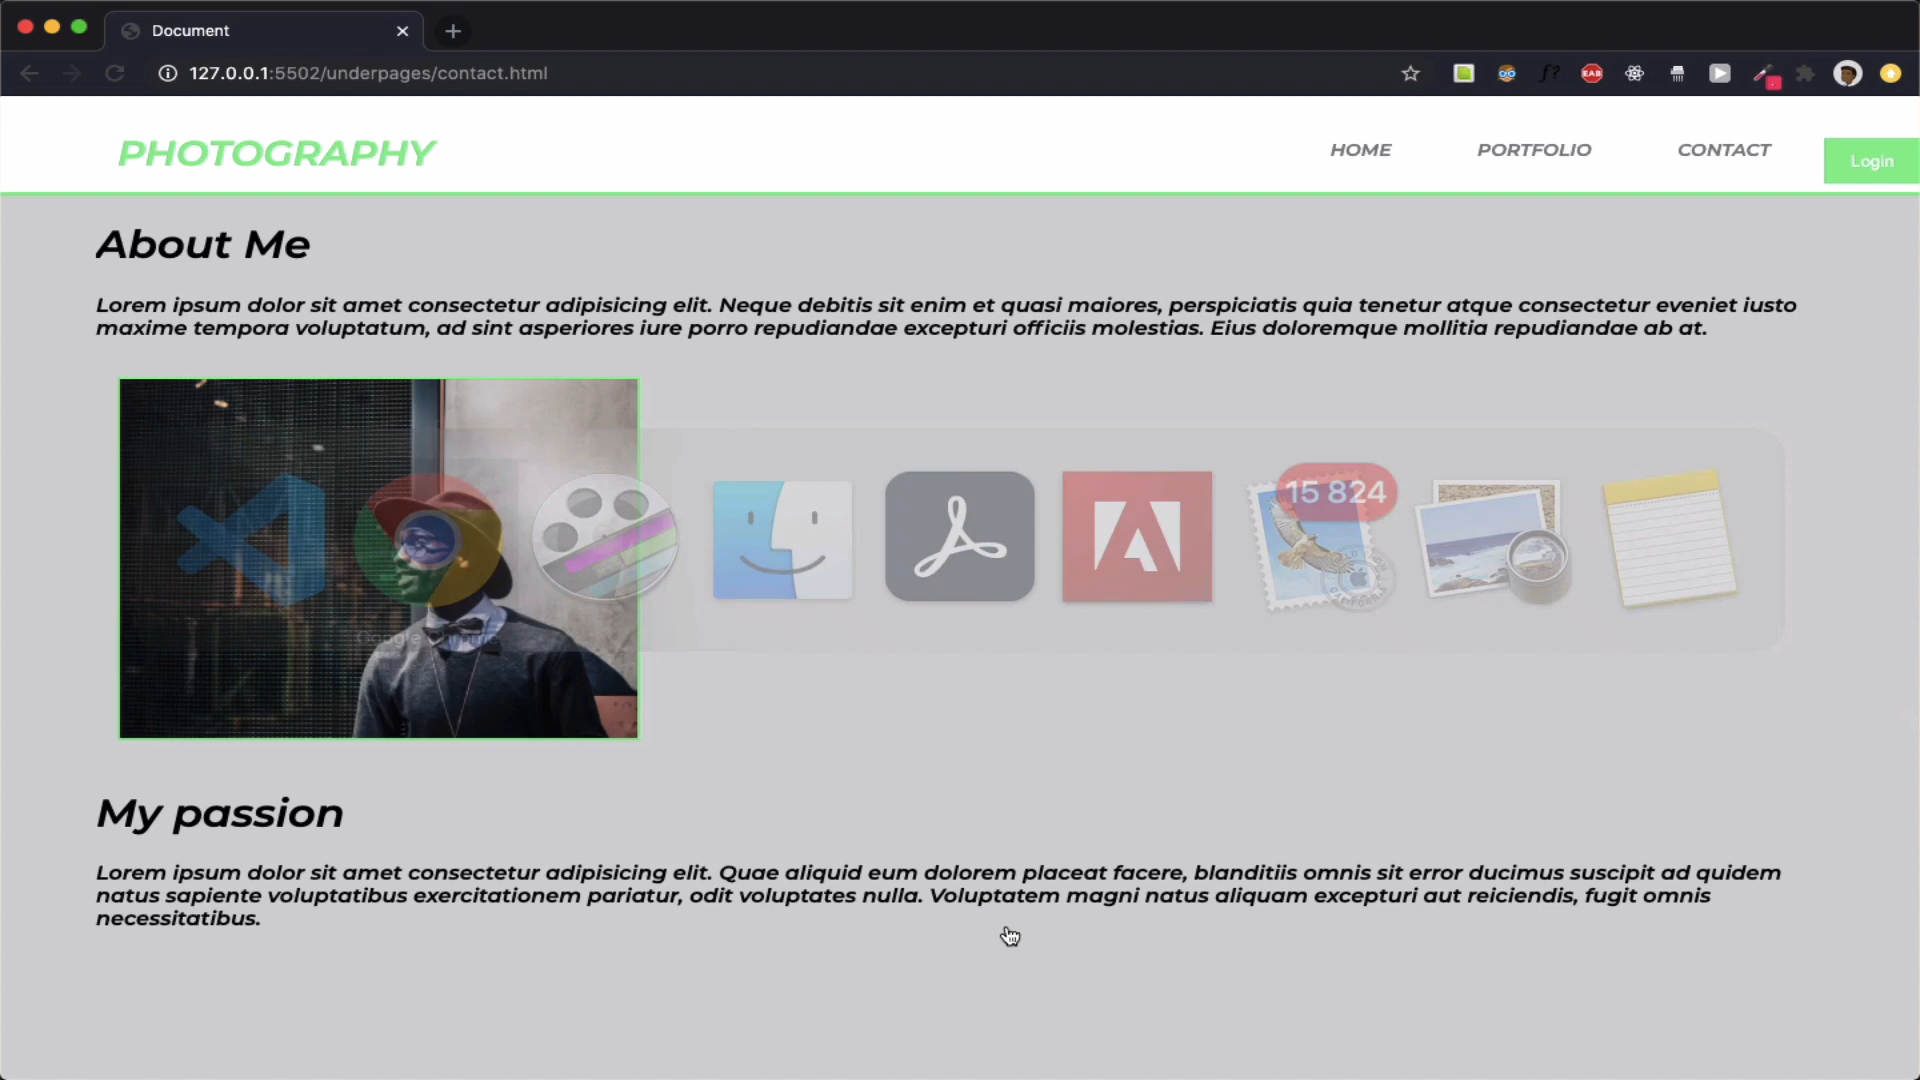 Document
127.0.0.1:5502/underpages/contact.html
f?
EAB
PHOTOGRAPHY
HOME
PORTFOLIO
CONTACT
Login
About Me
Lorem ipsum dolor sit amet consectetur adipisicing elit. Neque debitis sit enim et quasi maiores, perspiciatis quia tenetur atque consectetur eveniet iusto
maxime tempora voluptatum, ad sint asperiores iure porro repudiandae excepturi officiis molestias. Eius doloremque mollitia repudiandae ab at.
15 824
CALIFORNIA
Google Chrome
My passion
Lorem ipsum dolor sit amet consectetur adipisicing elit. Quae aliquid eum dolorem placeat facere, blanditiis omnis sit error ducimus suscipit ad quidem
natus sapiente voluptatibus exercitationem pariatur, odit voluptates nulla. Voluptatem magni natus aliquam excepturi aut reiciendis, fugit omnis
necessitatibus.